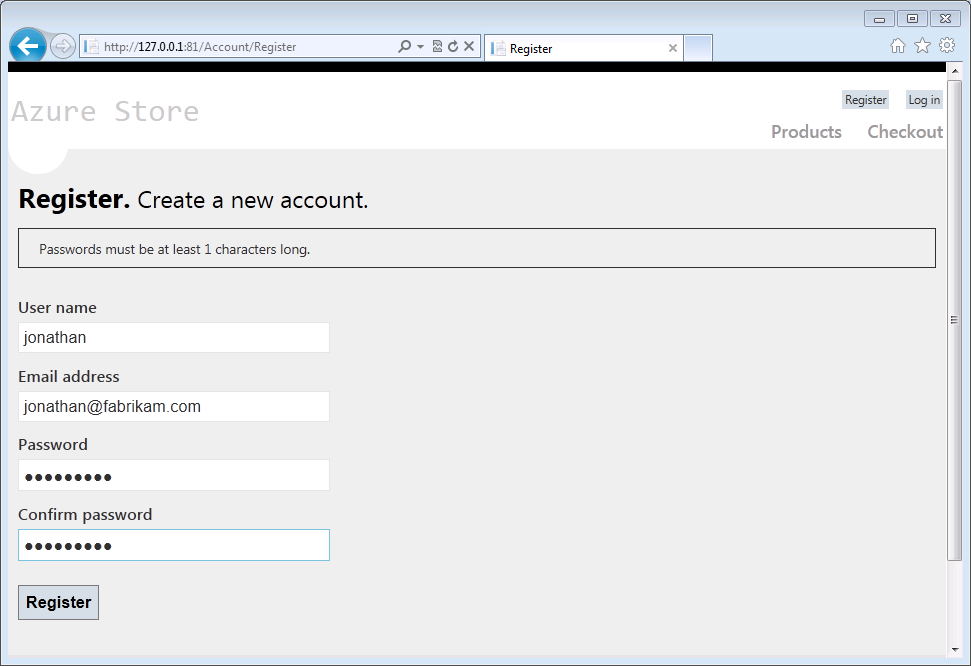 http://127.0.0.1:81/Account/Register
Register
Azure Store
Register Log in
Products Checkout
Register. Create a new account.
Passwords must be at least 1 characters long.
User name
jonathan
Email address
jonathan@fabrikam.com
Password
●●●●●●●●●
Confirm password
●●●●●●●●●
Register